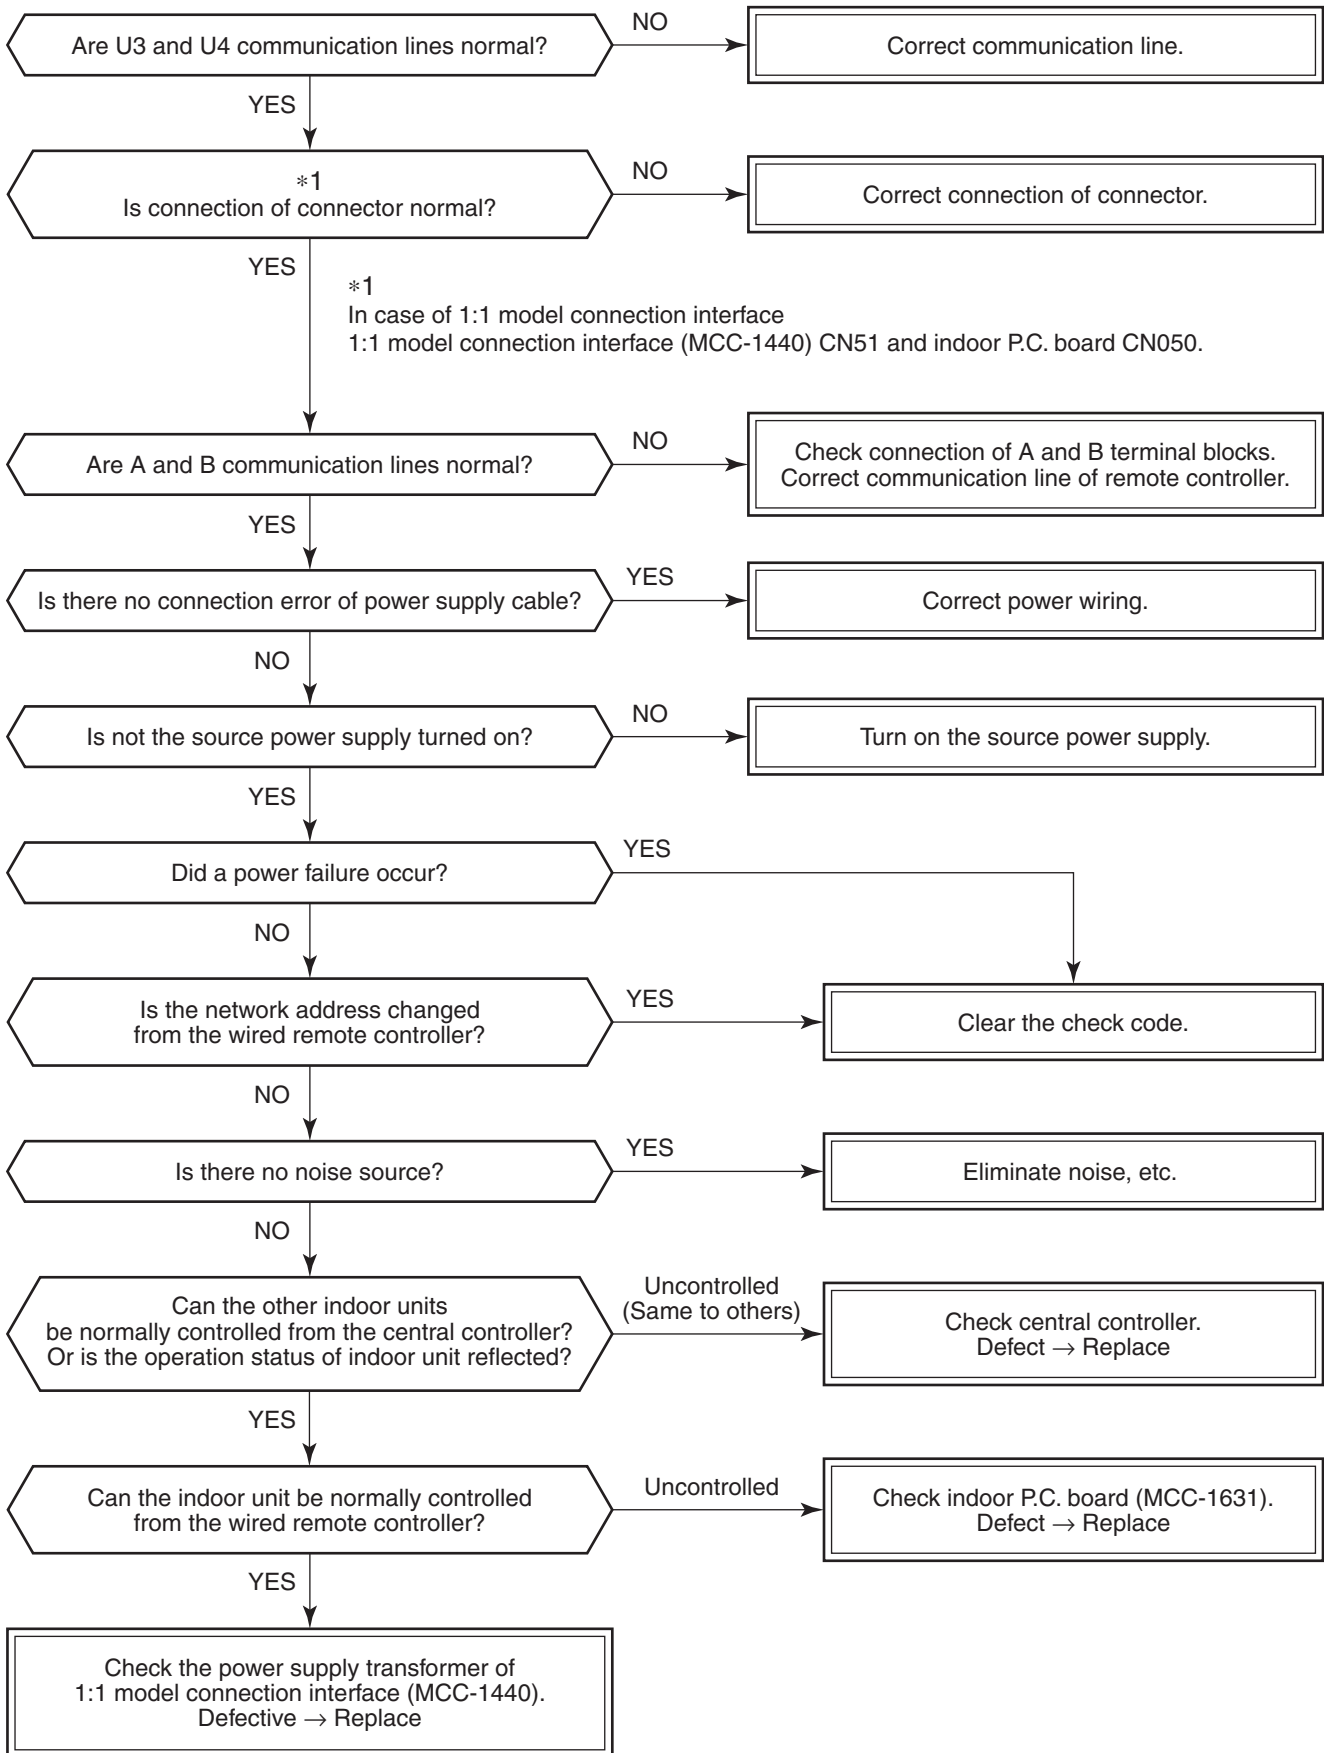 Are U3 and U4 communication lines normal?
NO
Correct communication line.
YES
*1
Is connection of connector normal?
NO
Correct connection of connector.
YES
*1
In case of 1:1 model connection interface
1:1 model connection interface (MCC-1440) CN51 and indoor P.C. board CN050.
Are A and B communication lines normal?
NO
Check connection of A and B terminal blocks.
Correct communication line of remote controller.
YES
Is there no connection error of power supply cable?
YES
Correct power wiring.
NO
Is not the source power supply turned on?
NO
Turn on the source power supply.
YES
Did a power failure occur?
YES
NO
Is the network address changed
from the wired remote controller?
YES
Clear the check code.
NO
Is there no noise source?
YES
Eliminate noise, etc.
NO
Can the other indoor units
be normally controlled from the central controller?
Or is the operation status of indoor unit reflected?
Uncontrolled
(Same to others)
Check central controller.
Defect → Replace
YES
Can the indoor unit be normally controlled
from the wired remote controller?
Uncontrolled
Check indoor P.C. board (MCC-1631).
Defect → Replace
YES
Check the power supply transformer of
1:1 model connection interface (MCC-1440).
Defective → Replace